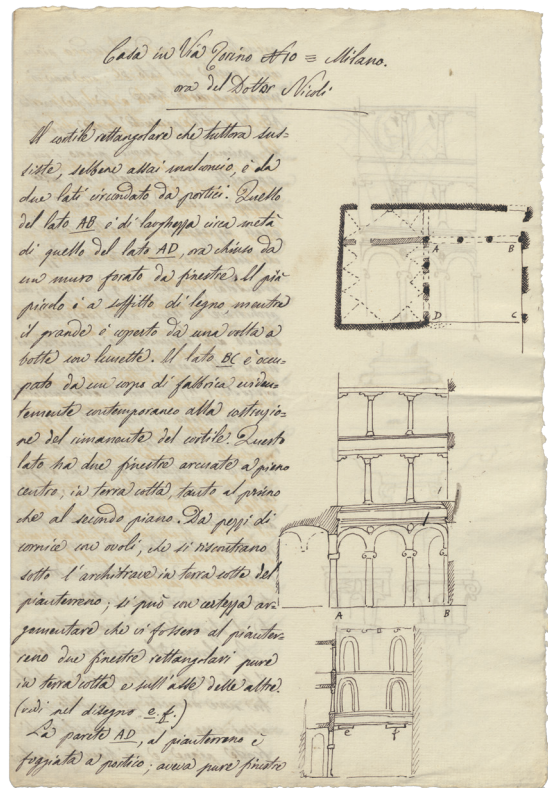 Casa in Via Torino N 10 = Milano.
ora del Dottor Nicoli
Il cortile rettangolare che tuttora sus-
siste, sebbene assai malconcio, è da
due lati circondato da portici. Quello
del lato AB è di larghezza circa metà
di quello del lato AD, ora chiuso da
un muro forato da finestre. Il più
piccolo è a soffitto di legno, mentre
il grande è coperto da una volta a
botte con lunette. Il lato BC è occu-
pato da un corpo di fabbrica eviden-
temente contemporaneo alla costruzio-
ne del rimanente del cortile. Questo
lato ha due finestre arcuate a pieno
centro, in terra cotta, tanto al primo
che al secondo piano. Da pezzi di
cornice con ovoli, che si riscontrano
sotto l'architrave in terra cotta del
pianterreno, si può con certezza ar-
gomentare che vi fossero al pianter-
reno due finestre rettangolari pure
in terra cotta e sull'asse delle altre.
(vedi nel disegno e f.)
La parete AD, al pianterreno è
foggiata a portico; aveva pure finestre
A
B
D
C
A
B
e
f